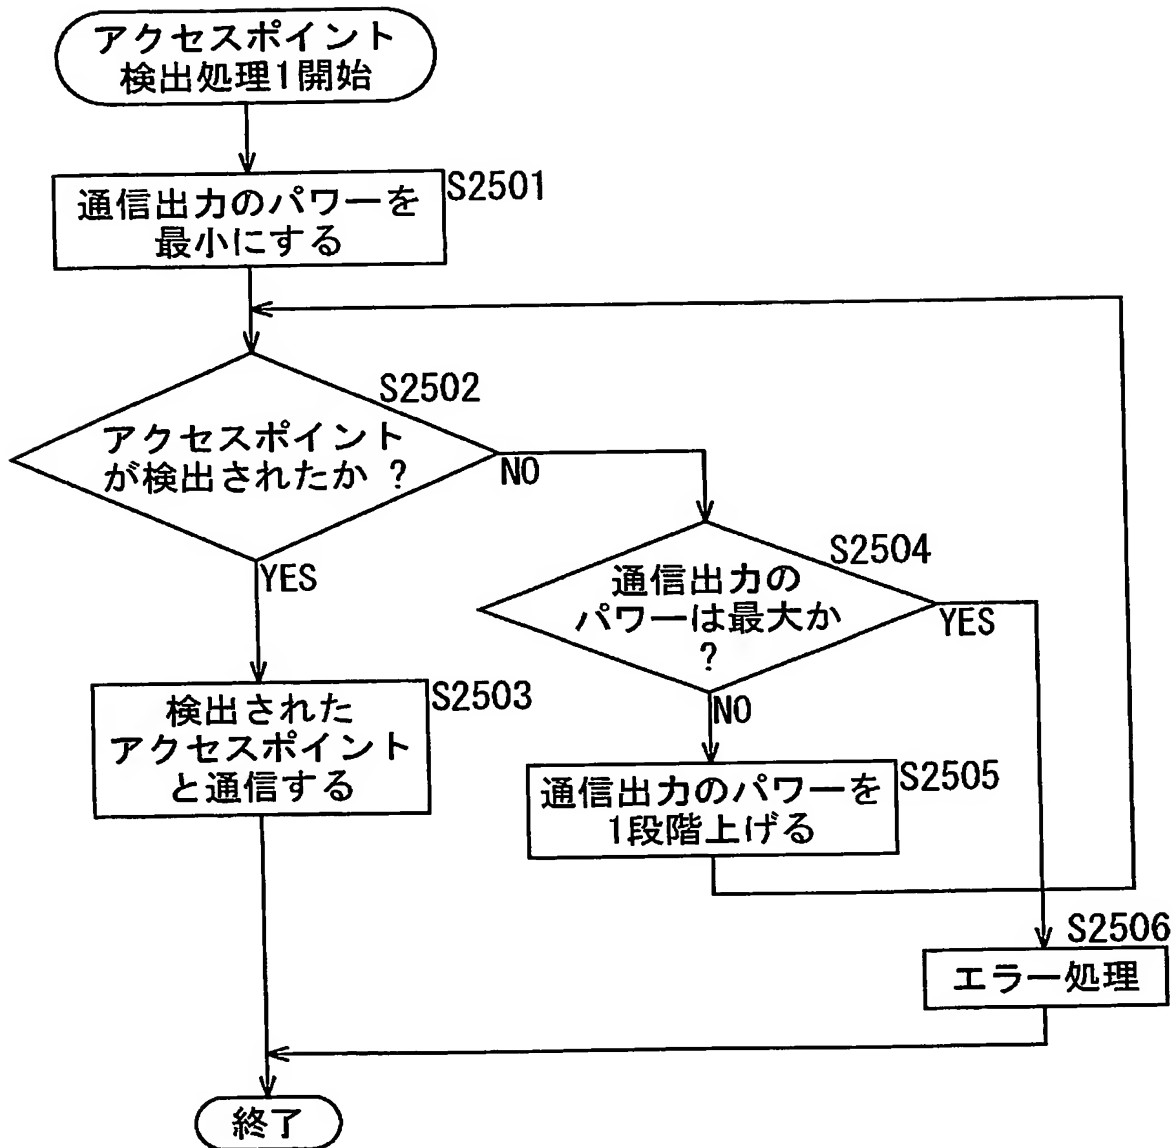 アクセスポイント
検出処理1開始
S2501
通信出力のパワーを
最小にする
S2502
アクセスポイント
が検出されたか ?
NO
YES
S2504
通信出力の
パワーは最大か
?
YES
NO
S2503
検出された
アクセスポイント
と通信する
S2505
通信出力のパワーを
1段階上げる
S2506
エラー処理
終了